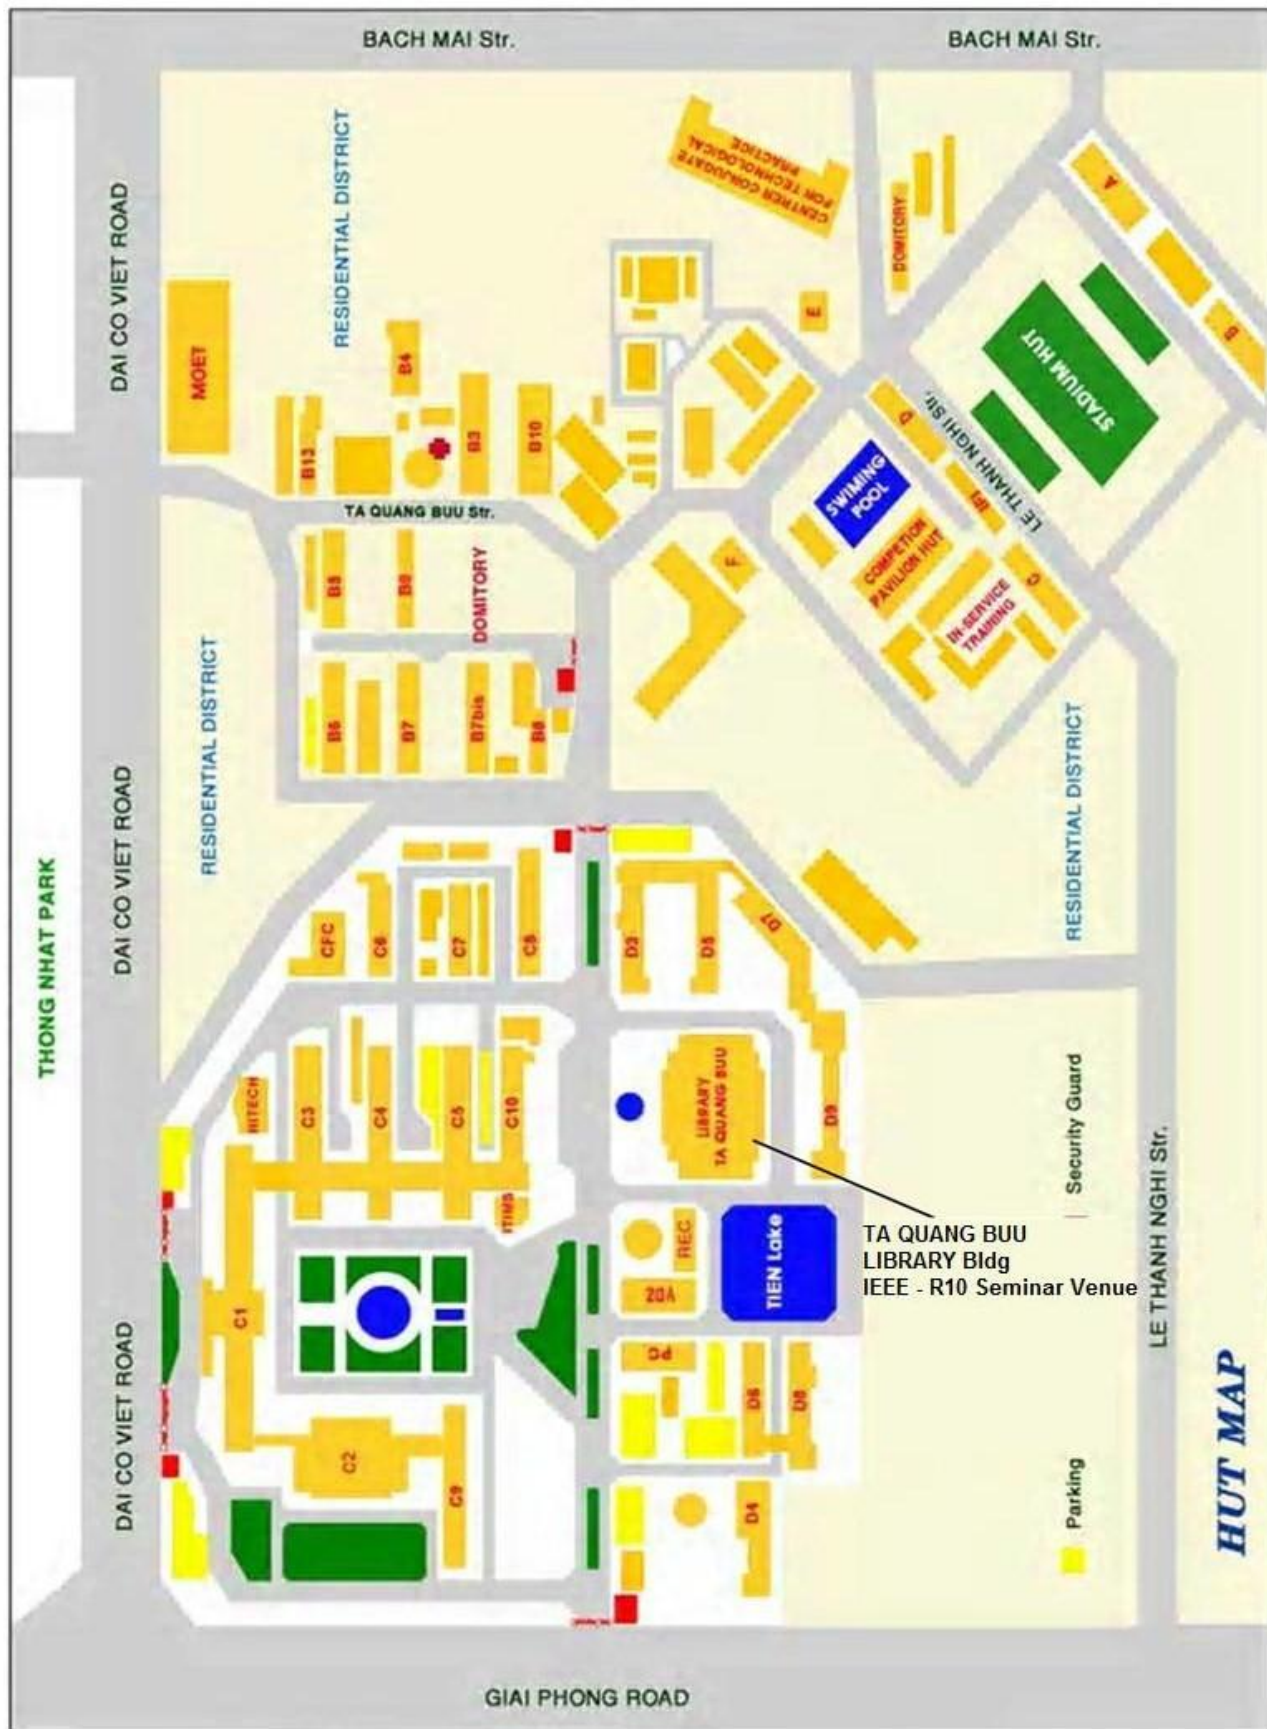 BACH MAI Str.
BACH MAI Str.
DAI CO VIET ROAD
RESIDENTIAL DISTRICT
CENTRER CONJUGATE
FOR TECHNOLOGICAL
PRACTICE
DOMITORY
A
B
MOET
B4
E
STADIUM HUT
D
LE THANH NGHI Str.
B13
B3
B10
SWIMING
POOL
IFI
TA QUANG BUU Str.
COMPETION
PAVILION HUT
F
C
IN-SERVICE
TRAINING
B5
B9
DOMITORY
RESIDENTIAL DISTRICT
B6
B7
B7bis
B8
RESIDENTIAL DISTRICT
DAI CO VIET ROAD
THONG NHAT PARK
CFC
C6
C7
C8
D3
D5
D7
HITECH
C3
C4
C5
C10
LIBRARY
TA QUANG BUU
D9
Security Guard
LE THANH NGHI Str.
ITIMS
REC
20A
TIEN Lake
TA QUANG BUU
LIBRARY Bldg
IEEE - R10 Seminar Venue
C1
PC
D6
D8
DAI CO VIET ROAD
C2
C9
D4
Parking
HUT MAP
GIAI PHONG ROAD